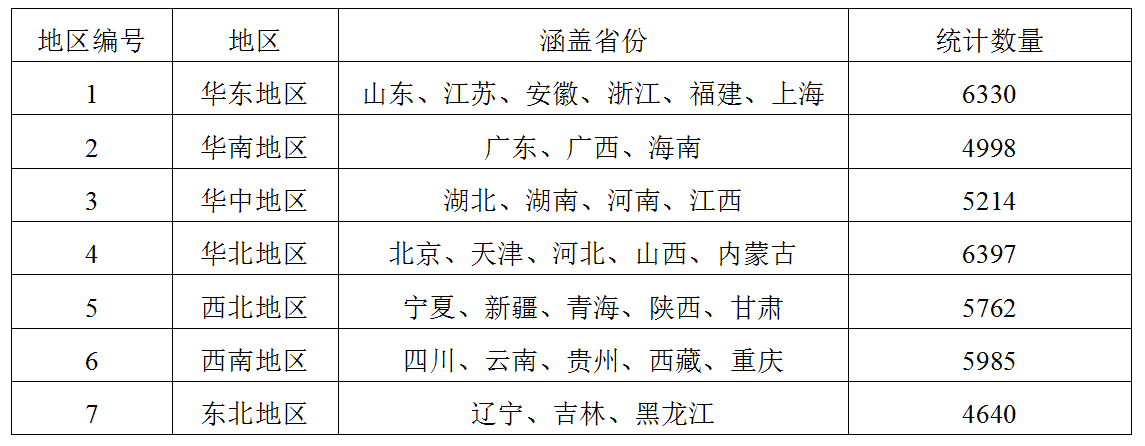 地区编号 地区 涵盖省份 统计数量
1 华东地区 山东、江苏、安徽、浙江、福建、上海 6330
2 华南地区 广东、广西、海南 4998
3 华中地区 湖北、湖南、河南、江西 5214
4 华北地区 北京、天津、河北、山西、内蒙古 6397
5 西北地区 宁夏、新疆、青海、陕西、甘肃 5762
6 西南地区 四川、云南、贵州、西藏、重庆 5985
7 东北地区 辽宁、吉林、黑龙江 4640